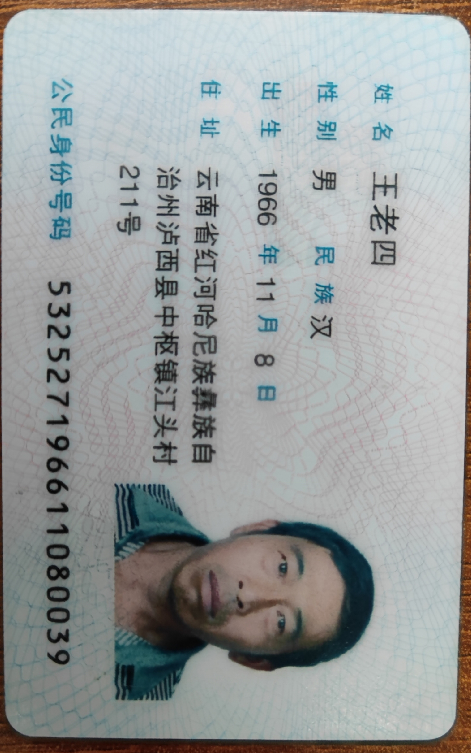 姓名 王老四
性别 男 民族 汉
出生 1966 年 11 月 8 日
住址 云南省红河哈尼族彝族自
治州泸西县中枢镇江头村
211号
公民身份号码 532527196611080039